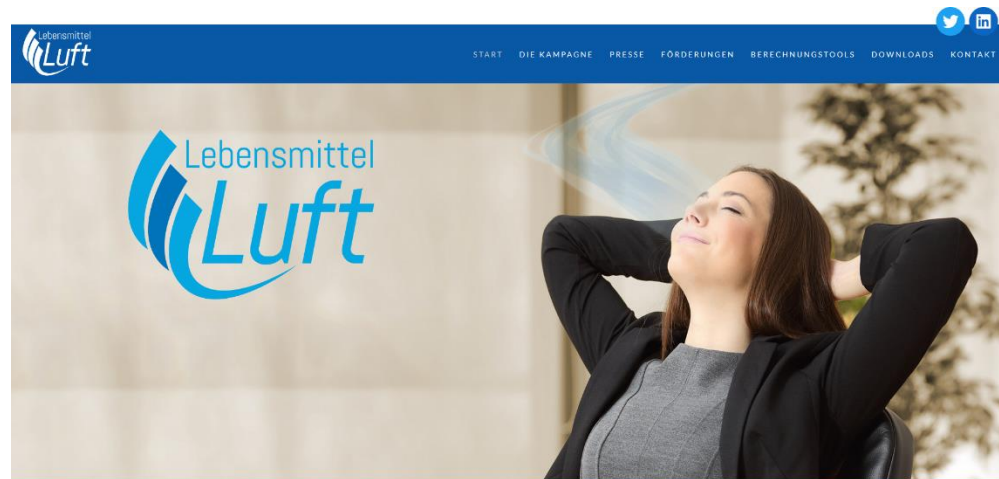 Lebensmittel
Luft
START DIE KAMPAGNE PRESSE FÖRDERUNGEN BERECHNUNGSTOOLS DOWNLOADS KONTAKT
Lebensmittel
Luft